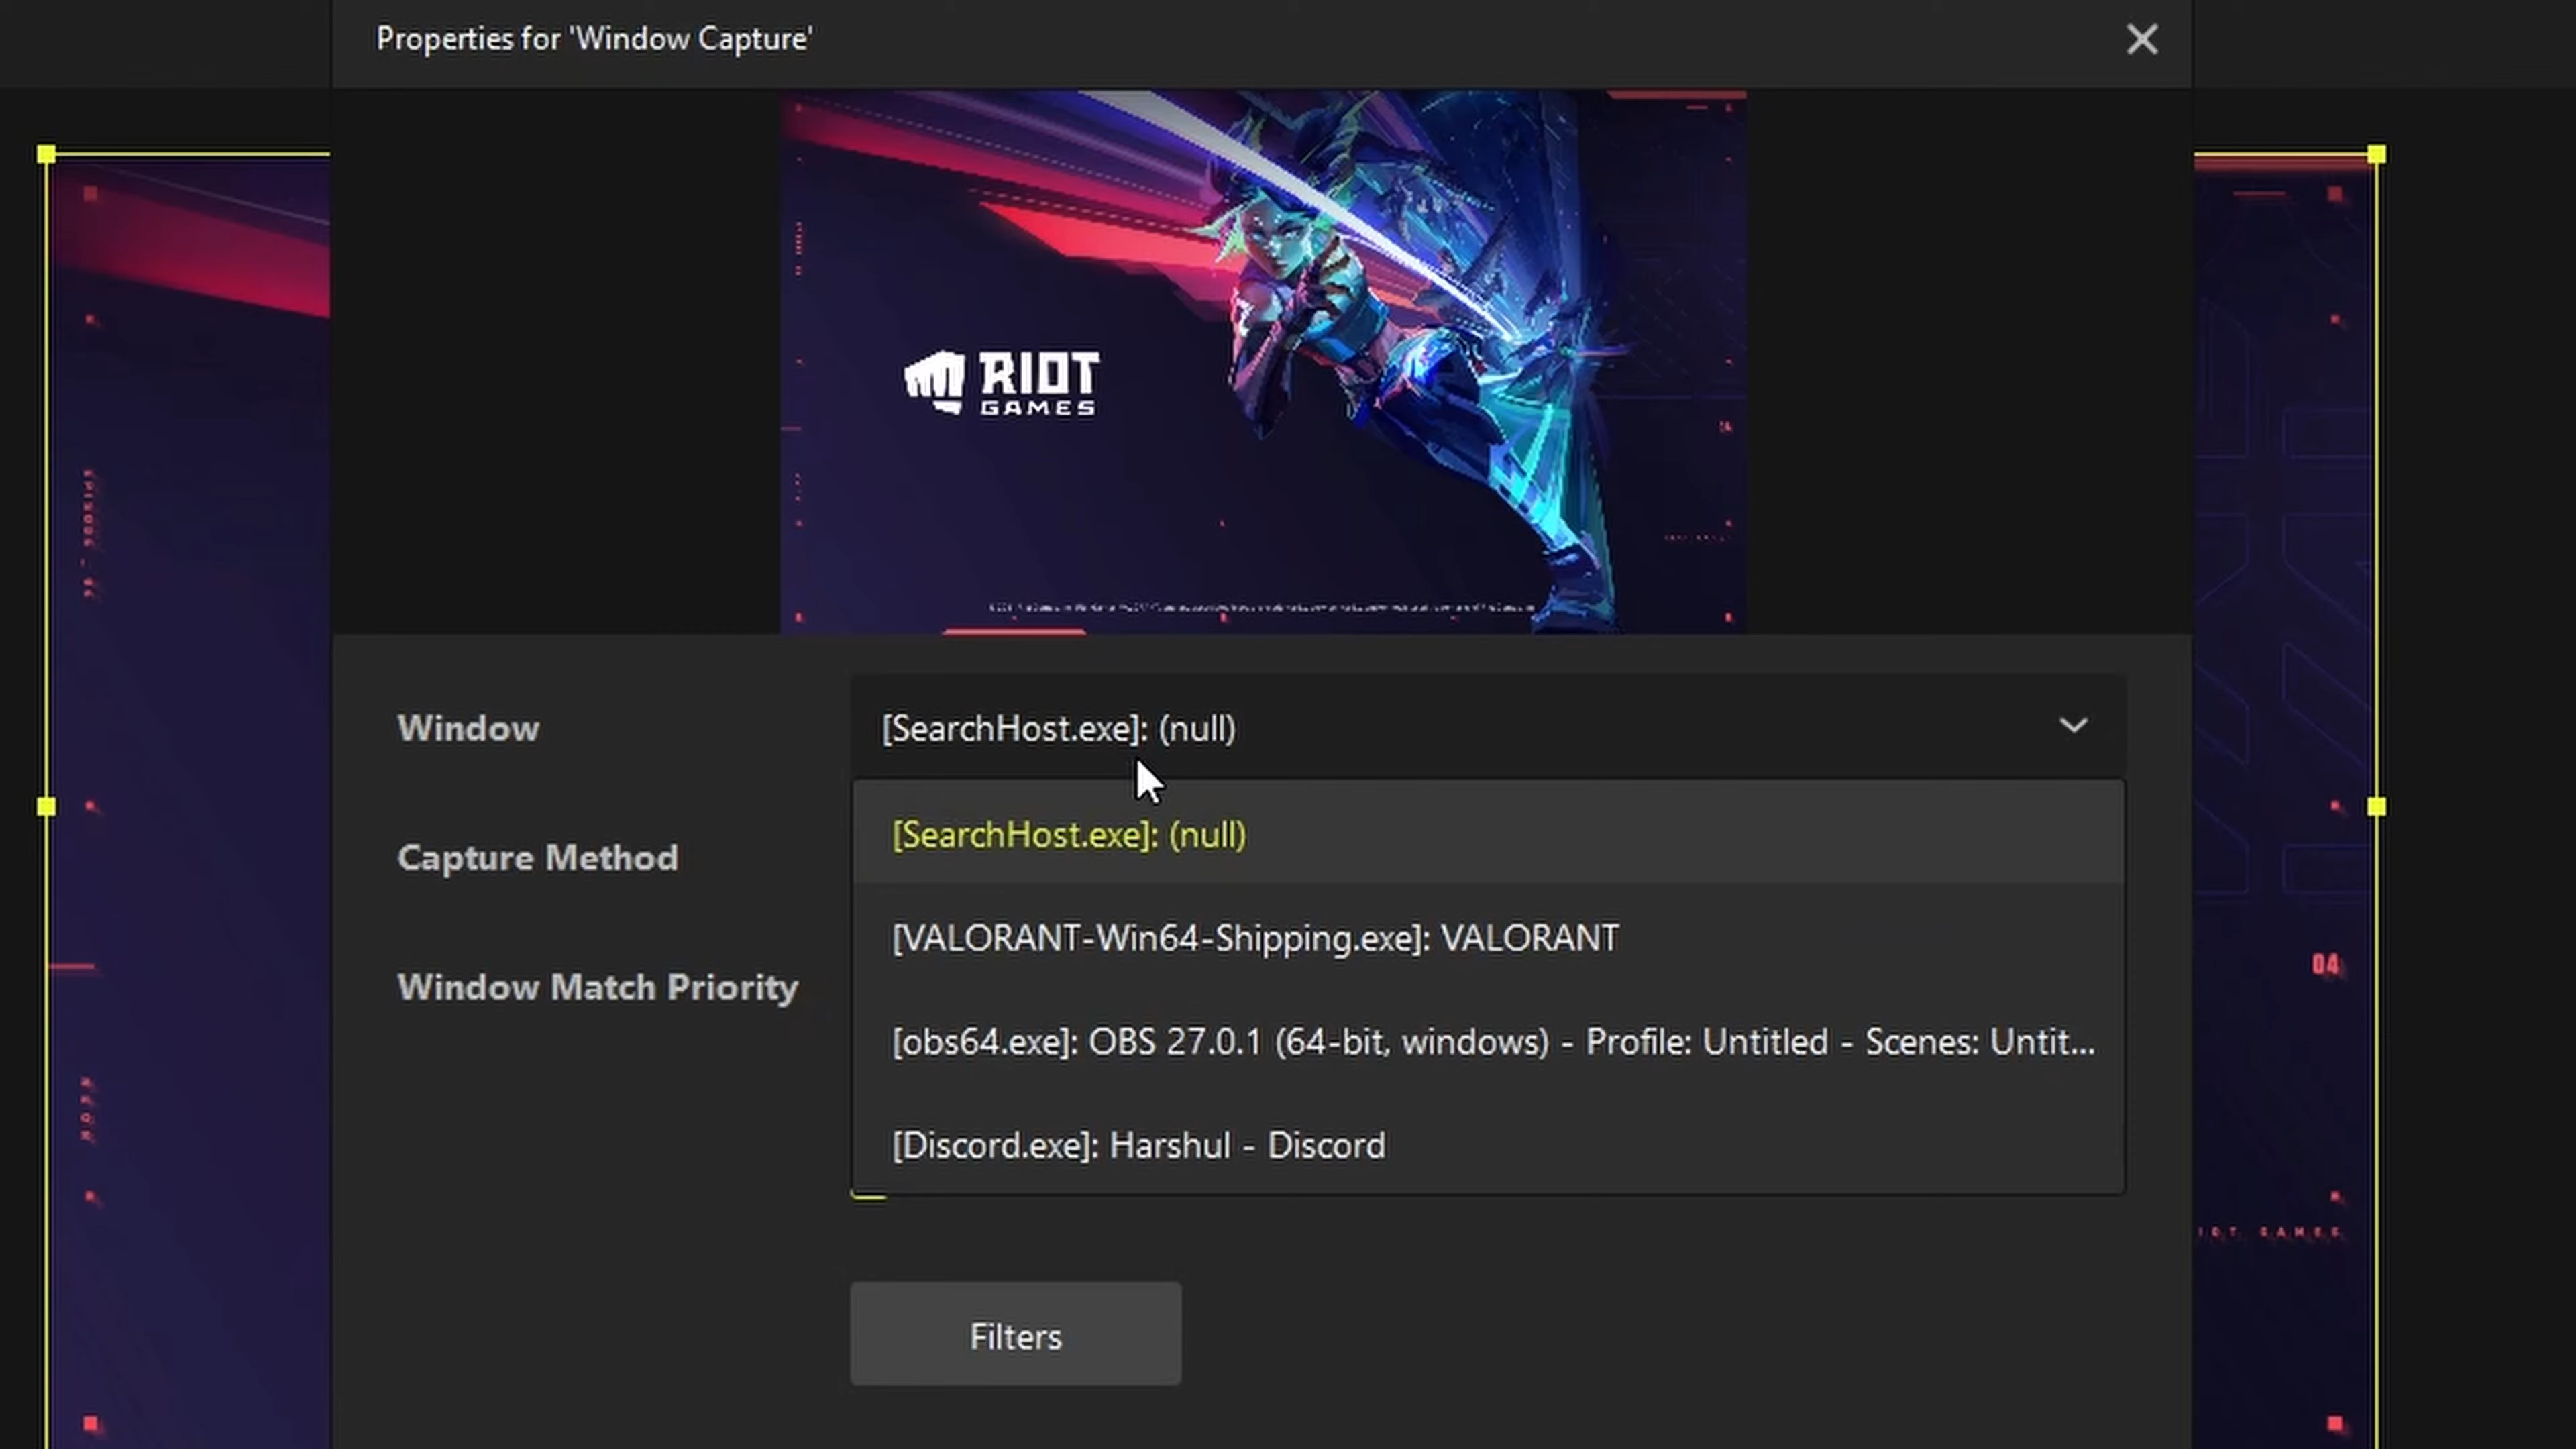 Properties for 'Window Capture'
RIOT
GAMES
Window
[SearchHost.exe]: (null)
[SearchHost.exe]: (null)
Capture Method
[VALORANT-Win64-Shipping.exe]: VALORANT
Window Match Priority
[obs64.exe]: OBS 27.0.1 (64-bit, windows) - Profile: Untitled - Scenes: Untit...
[Discord.exe]: Harshul - Discord
04
GAMES
Filters